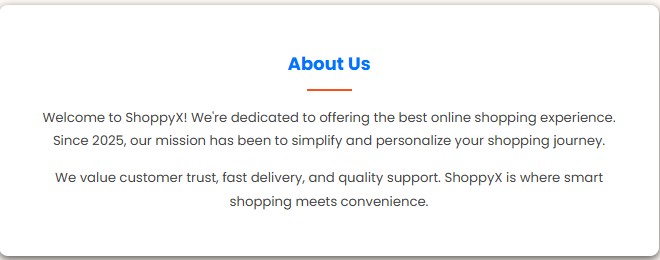 About Us
Welcome to ShoppyX! We're dedicated to offering the best online shopping experience.
Since 2025, our mission has been to simplify and personalize your shopping journey.
We value customer trust, fast delivery, and quality support. ShoppyX is where smart
shopping meets convenience.